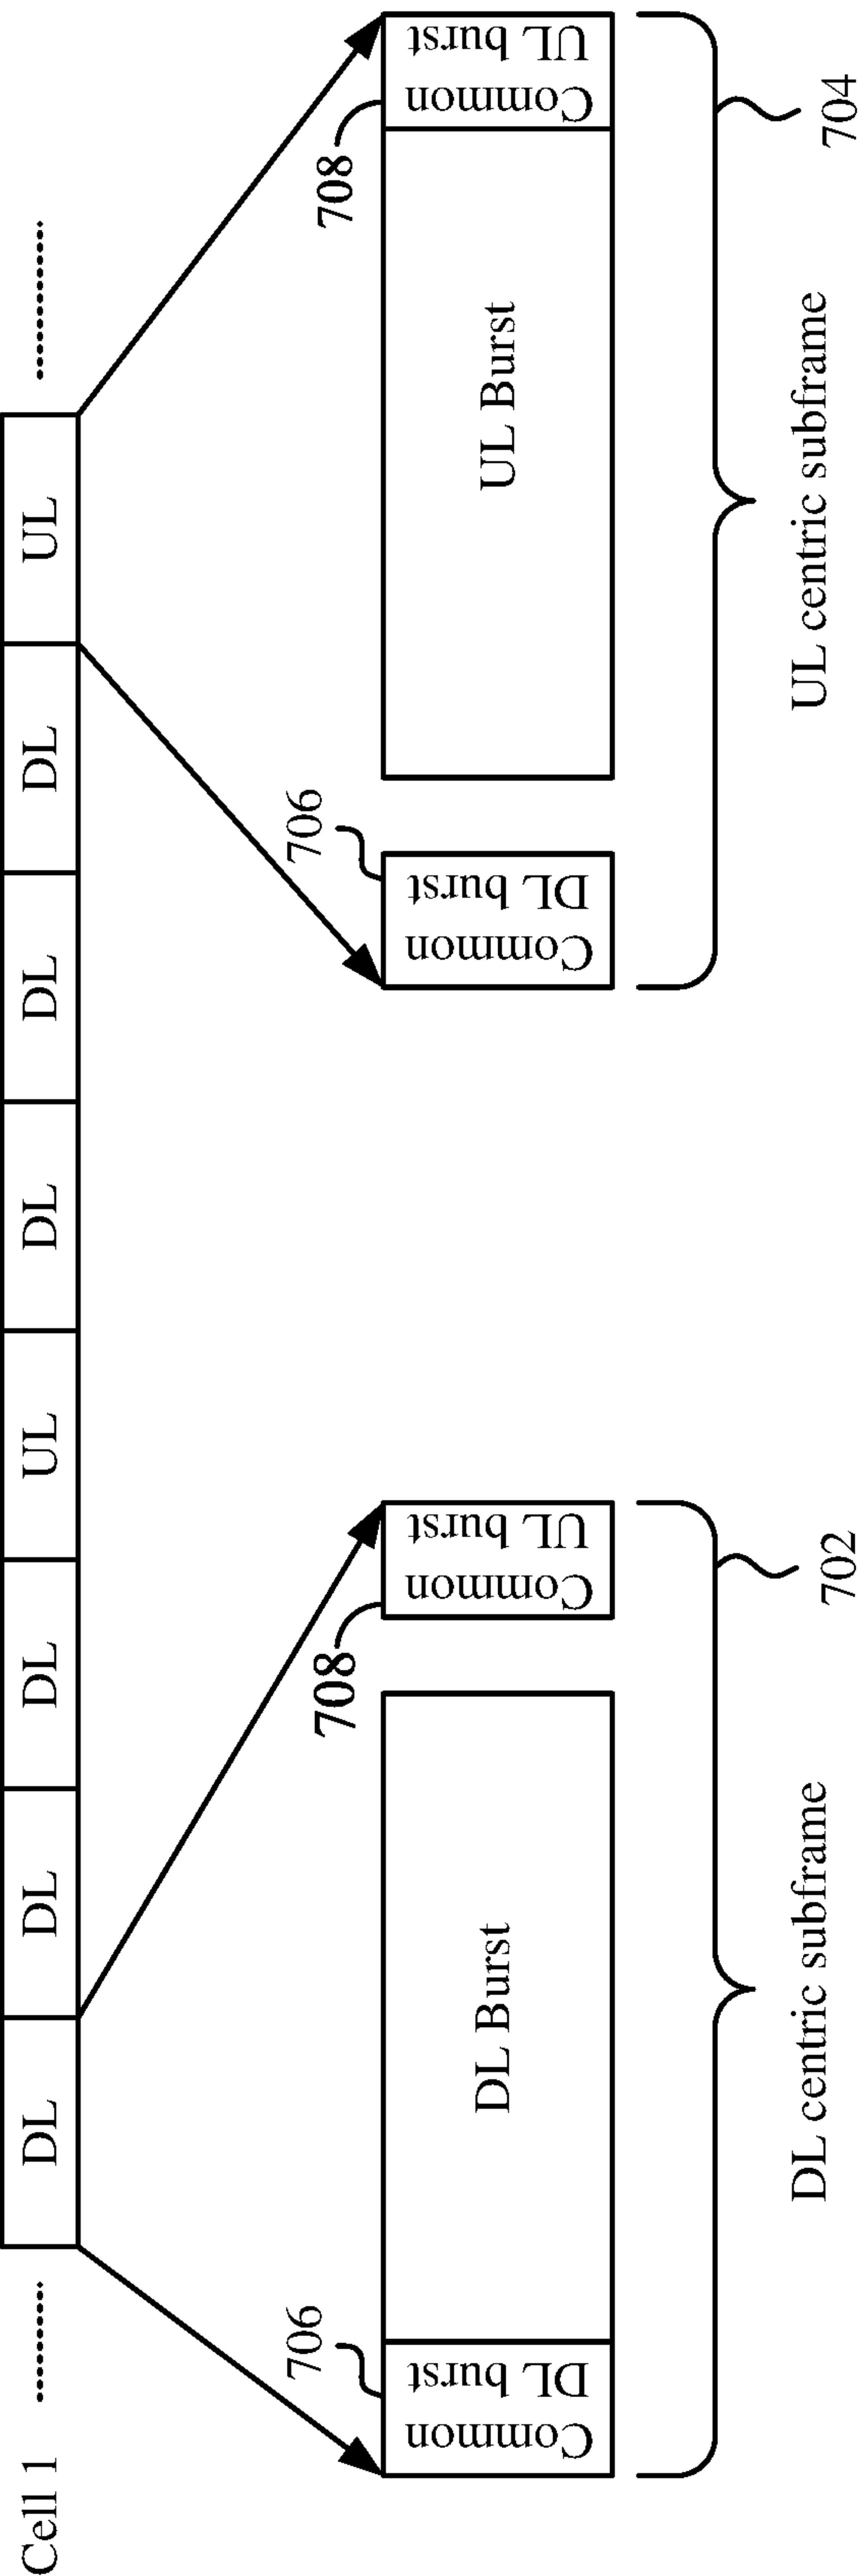 Cell 1 .......... DL DL DL UL DL DL DL UL ..........
706
708
706
708
Common
DL burst
DL Burst
Common
UL burst
Common
DL burst
UL Burst
Common
UL burst
DL centric subframe
702
UL centric subframe
704